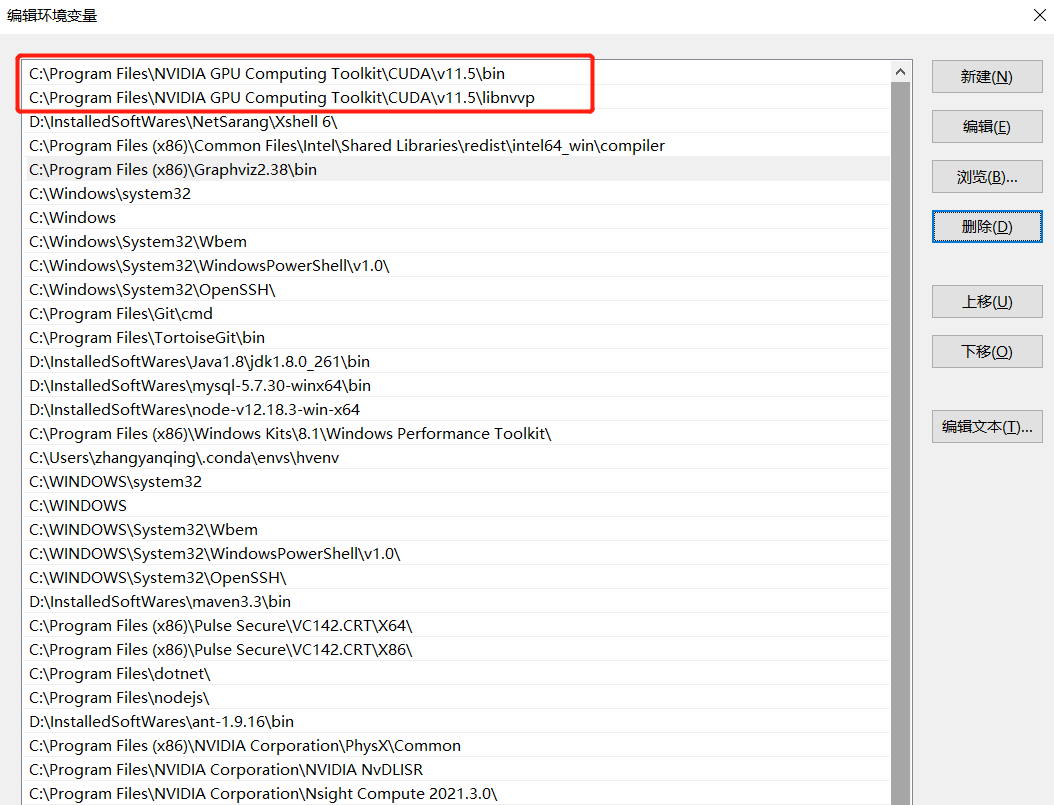 编辑环境变量
C:\Program Files\NVIDIA GPU Computing Toolkit\CUDA\v11.5\bin
C:\Program Files\NVIDIA GPU Computing Toolkit\CUDA\v11.5\libnvvp
D:\InstalledSoftWares\NetSarang\Xshell 6\
C:\Program Files (x86)\Common Files\Intel\Shared Libraries\redist\intel64_win\compiler
C:\Program Files (x86)\Graphviz2.38\bin
C:\Windows\system32
C:\Windows
C:\Windows\System32\Wbem
C:\Windows\System32\WindowsPowerShell\v1.0\
C:\Windows\System32\OpenSSH\
C:\Program Files\Git\cmd
C:\Program Files\TortoiseGit\bin
D:\InstalledSoftWares\Java1.8\jdk1.8.0_261\bin
D:\InstalledSoftWares\mysql-5.7.30-winx64\bin
D:\InstalledSoftWares\node-v12.18.3-win-x64
C:\Program Files (x86)\Windows Kits\8.1\Windows Performance Toolkit\
C:\Users\zhangyanqing\.conda\envs\hvenv
C:\WINDOWS\system32
C:\WINDOWS
C:\WINDOWS\System32\Wbem
C:\WINDOWS\System32\WindowsPowerShell\v1.0\
C:\WINDOWS\System32\OpenSSH\
D:\InstalledSoftWares\maven3.3\bin
C:\Program Files (x86)\Pulse Secure\VC142.CRT\X64\
C:\Program Files (x86)\Pulse Secure\VC142.CRT\X86\
C:\Program Files\dotnet\
C:\Program Files\nodejs\
D:\InstalledSoftWares\ant-1.9.16\bin
C:\Program Files (x86)\NVIDIA Corporation\PhysX\Common
C:\Program Files\NVIDIA Corporation\NVIDIA NvDLISR
C:\Program Files\NVIDIA Corporation\Nsight Compute 2021.3.0\
新建(N)
编辑(E)
浏览(B)...
删除(D)
上移(U)
下移(O)
编辑文本(T)...